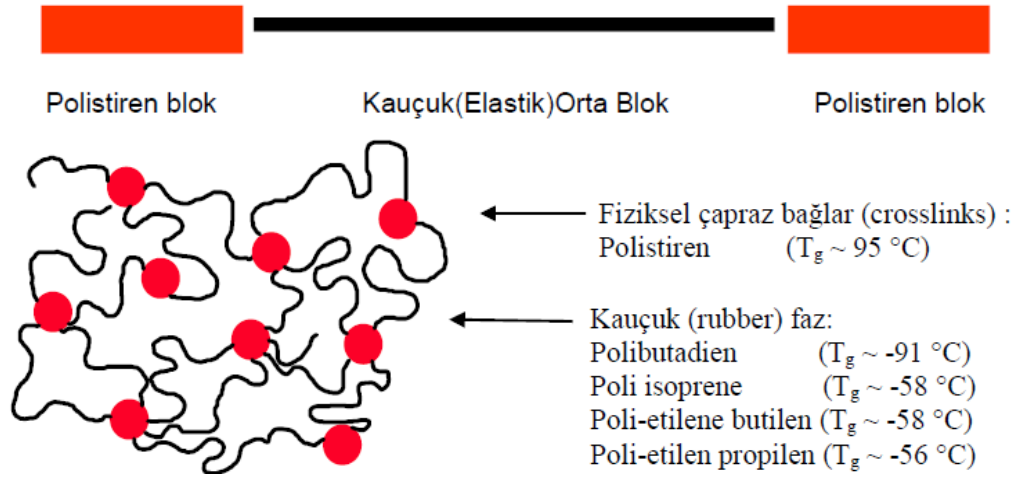 Polistiren blok Kauçuk(Elastik)Orta Blok Polistiren blok
Fiziksel çapraz bağlar (crosslinks) :
Polistiren (Tg ~ 95 °C)
Kauçuk (rubber) faz:
Polibutadien (Tg ~ -91 °C)
Poli isoprene (Tg ~ -58 °C)
Poli-etilene butilen (Tg ~ -58 °C)
Poli-etilen propilen (Tg ~ -56 °C)